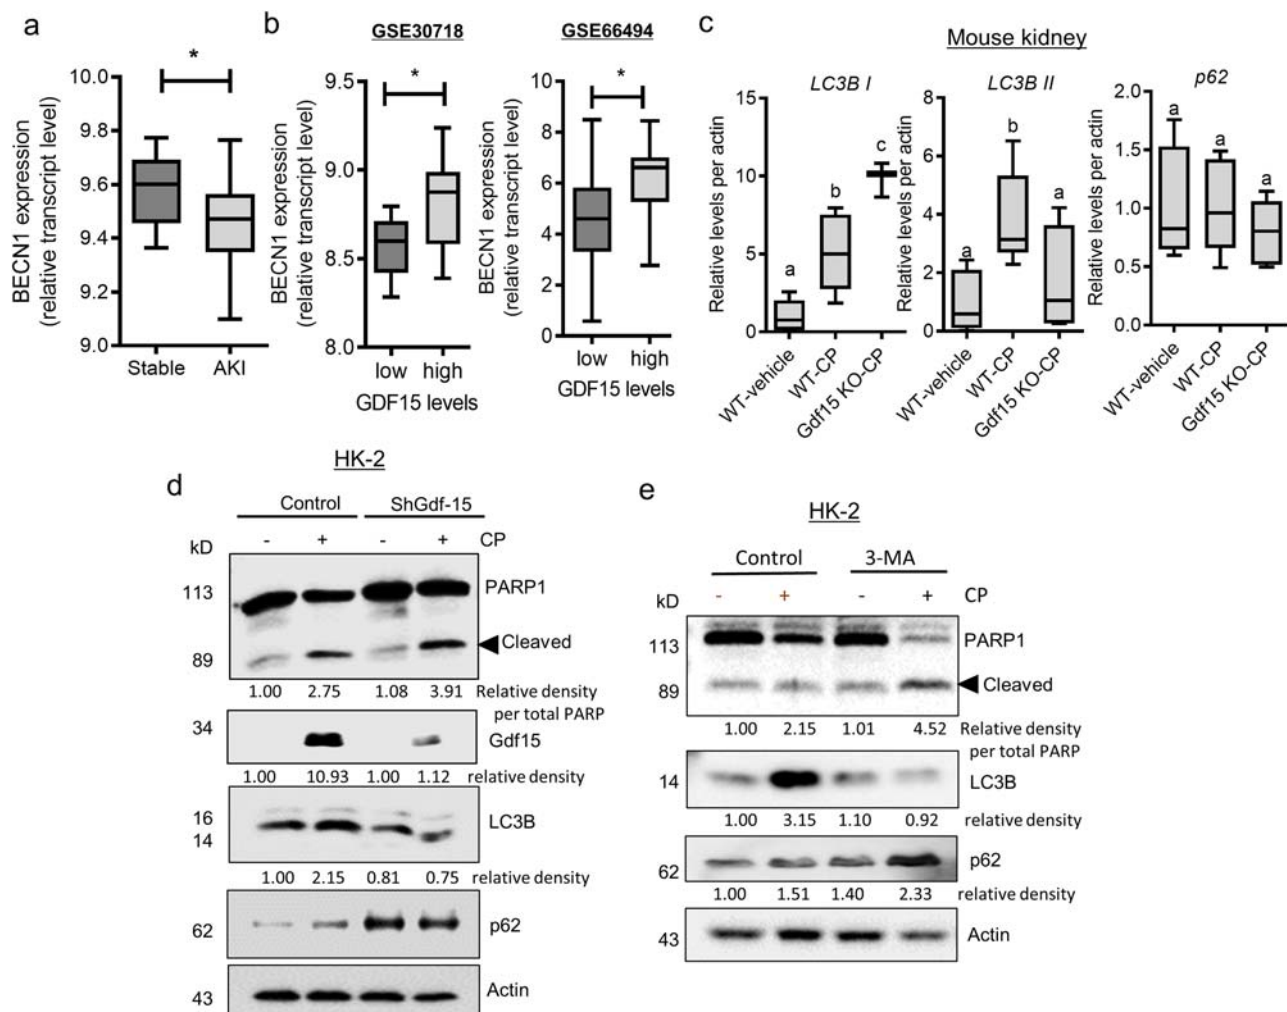 a
*
BECN1 expression
(relative transcript level)
10.0
9.8
9.6
9.4
9.2
9.0
Stable AKI
b
GSE30718
*
BECN1 expression
(relative transcript level)
9.5
9.0
8.5
8.0
low high
GDF15 levels
GSE66494
*
BECN1 expression
(relative transcript level)
10
8
6
4
2
0
low high
GDF15 levels
c
Mouse kidney
LC3B I
Relative levels per actin
15
10
5
0
a
b
c
WT-vehicle
WT-CP
Gdf15 KO-CP
LC3B II
Relative levels per actin
8
6
4
2
0
a
b
a
WT-vehicle
WT-CP
Gdf15 KO-CP
p62
Relative levels per actin
2.0
1.5
1.0
0.5
0.0
a
a
a
WT-vehicle
WT-CP
Gdf15 KO-CP
d
HK-2
Control ShGdf-15
kD - + - + CP
113 PARP1
89 Cleaved
1.00 2.75 1.08 3.91 Relative density
per total PARP
34 Gdf15
1.00 10.93 1.00 1.12 relative density
16
14
LC3B
1.00 2.15 0.81 0.75 relative density
62 p62
43 Actin
e
HK-2
Control 3-MA
kD - + - + CP
113 PARP1
89 Cleaved
1.00 2.15 1.01 4.52 Relative density
per total PARP
14 LC3B
1.00 3.15 1.10 0.92 relative density
62 p62
1.00 1.51 1.40 2.33 relative density
43 Actin